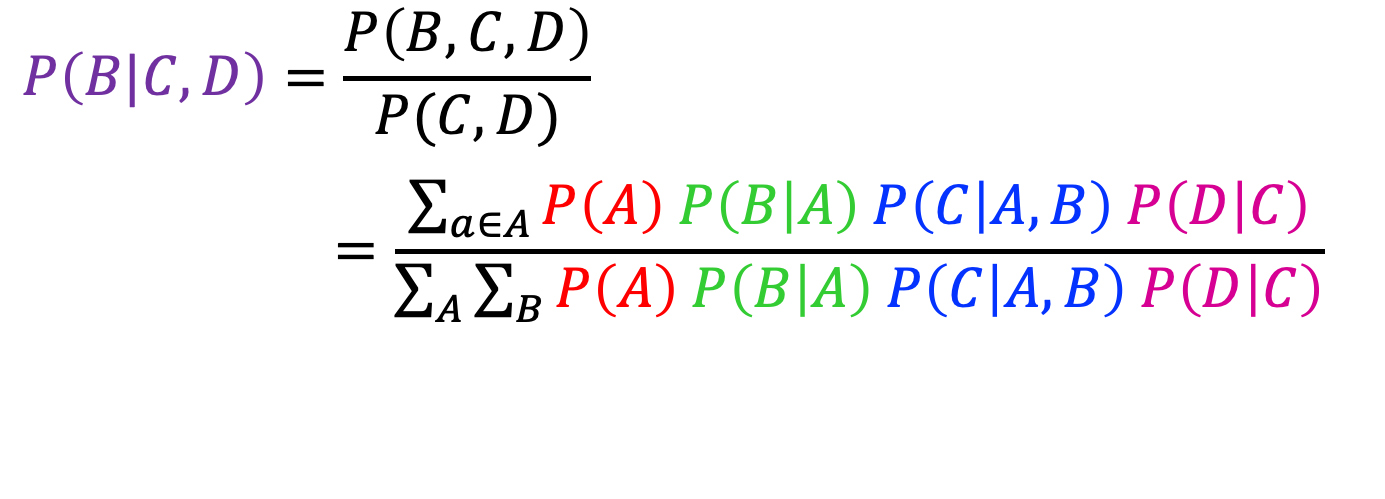 P(B|C, D) = P(B, C, D) / P(C, D)
= ∑_{a∈A} P(A) P(B|A) P(C|A, B) P(D|C) / ∑_A ∑_B P(A) P(B|A) P(C|A, B) P(D|C)